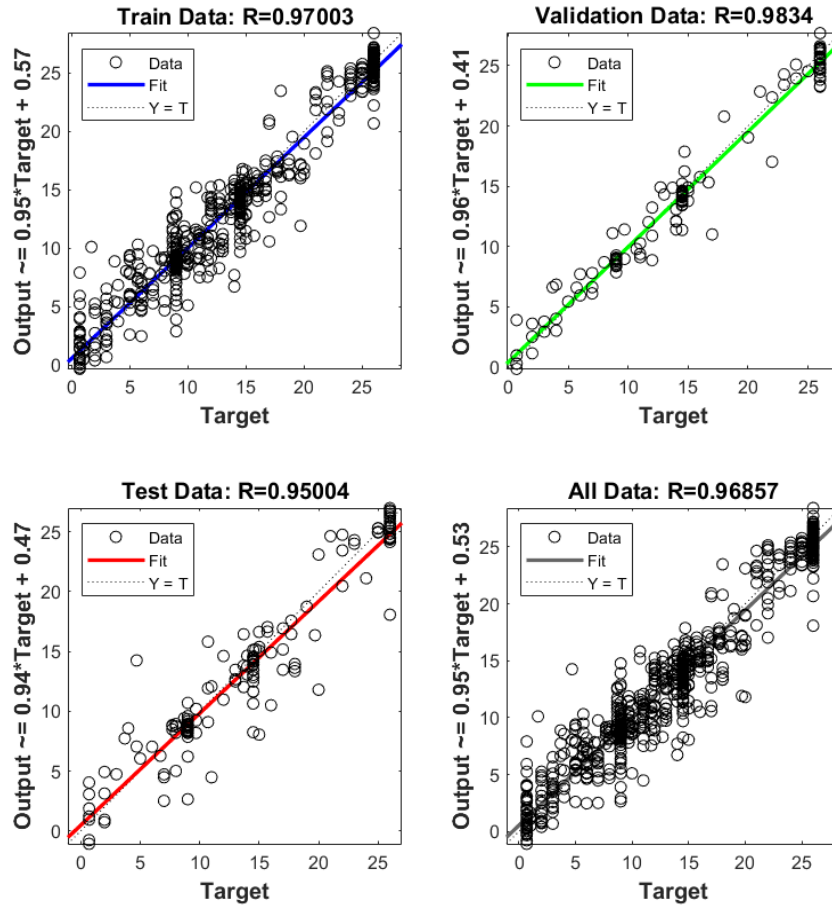 Train Data: R=0.97003
Data
Fit
Y = T
Output ~= 0.95*Target + 0.57
25
20
15
10
5
0
0 5 10 15 20 25
Target
Validation Data: R=0.9834
Data
Fit
Y = T
Output ~= 0.96*Target + 0.41
25
20
15
10
5
0
0 5 10 15 20 25
Target
Test Data: R=0.95004
Data
Fit
Y = T
Output ~= 0.94*Target + 0.47
25
20
15
10
5
0
0 5 10 15 20 25
Target
All Data: R=0.96857
Data
Fit
Y = T
Output ~= 0.95*Target + 0.53
25
20
15
10
5
0
0 5 10 15 20 25
Target